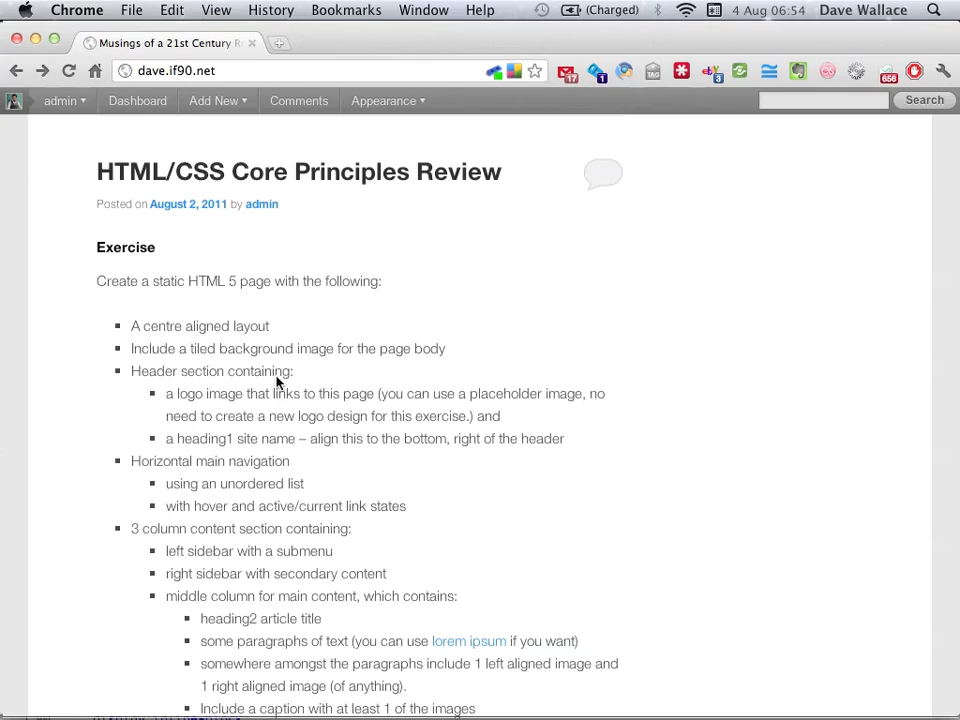 Chrome File Edit View History Bookmarks Window Help (Charged) 4 Aug 06:54 Dave Wallace
Musings of a 21st Century R
dave.if90.net 17 1 TAG 3 656
admin Dashboard Add New Comments Appearance Search
HTML/CSS Core Principles Review
Posted on August 2, 2011 by admin
Exercise
Create a static HTML 5 page with the following:
A centre aligned layout
Include a tiled background image for the page body
Header section containing:
a logo image that links to this page (you can use a placeholder image, no
need to create a new logo design for this exercise.) and
a heading1 site name – align this to the bottom, right of the header
Horizontal main navigation
using an unordered list
with hover and active/current link states
3 column content section containing:
left sidebar with a submenu
right sidebar with secondary content
middle column for main content, which contains:
heading2 article title
some paragraphs of text (you can use lorem ipsum if you want)
somewhere amongst the paragraphs include 1 left aligned image and
1 right aligned image (of anything).
Include a caption with at least 1 of the images